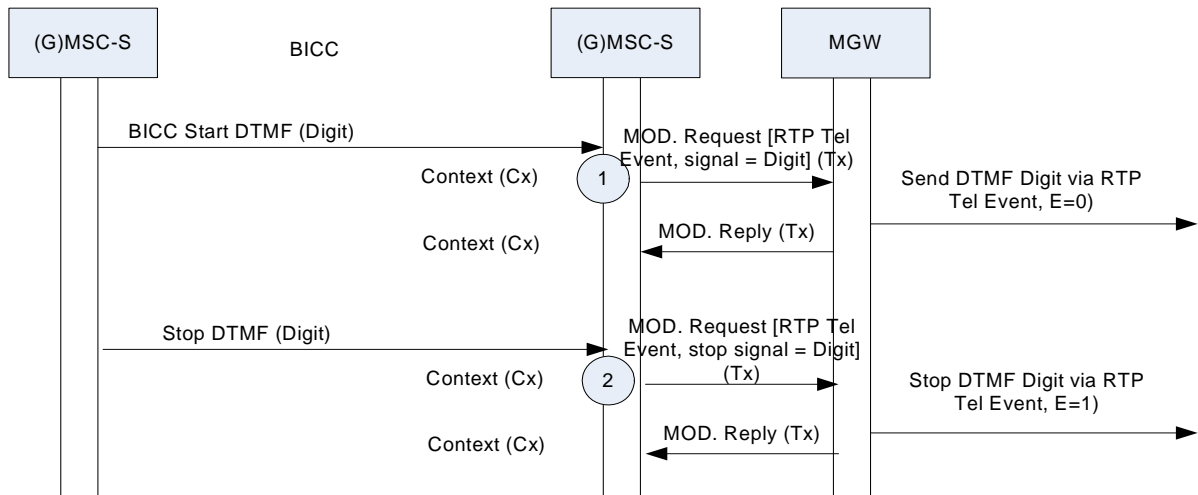 (G)MSC-S
BICC
(G)MSC-S
MGW
BICC Start DTMF (Digit)
MOD. Request [RTP Tel
Event, signal = Digit] (Tx)
Context (Cx)
1
Send DTMF Digit via RTP
Tel Event, E=0)
MOD. Reply (Tx)
Context (Cx)
Stop DTMF (Digit)
MOD. Request [RTP Tel
Event, stop signal = Digit]
(Tx)
Context (Cx)
2
Stop DTMF Digit via RTP
Tel Event, E=1)
MOD. Reply (Tx)
Context (Cx)